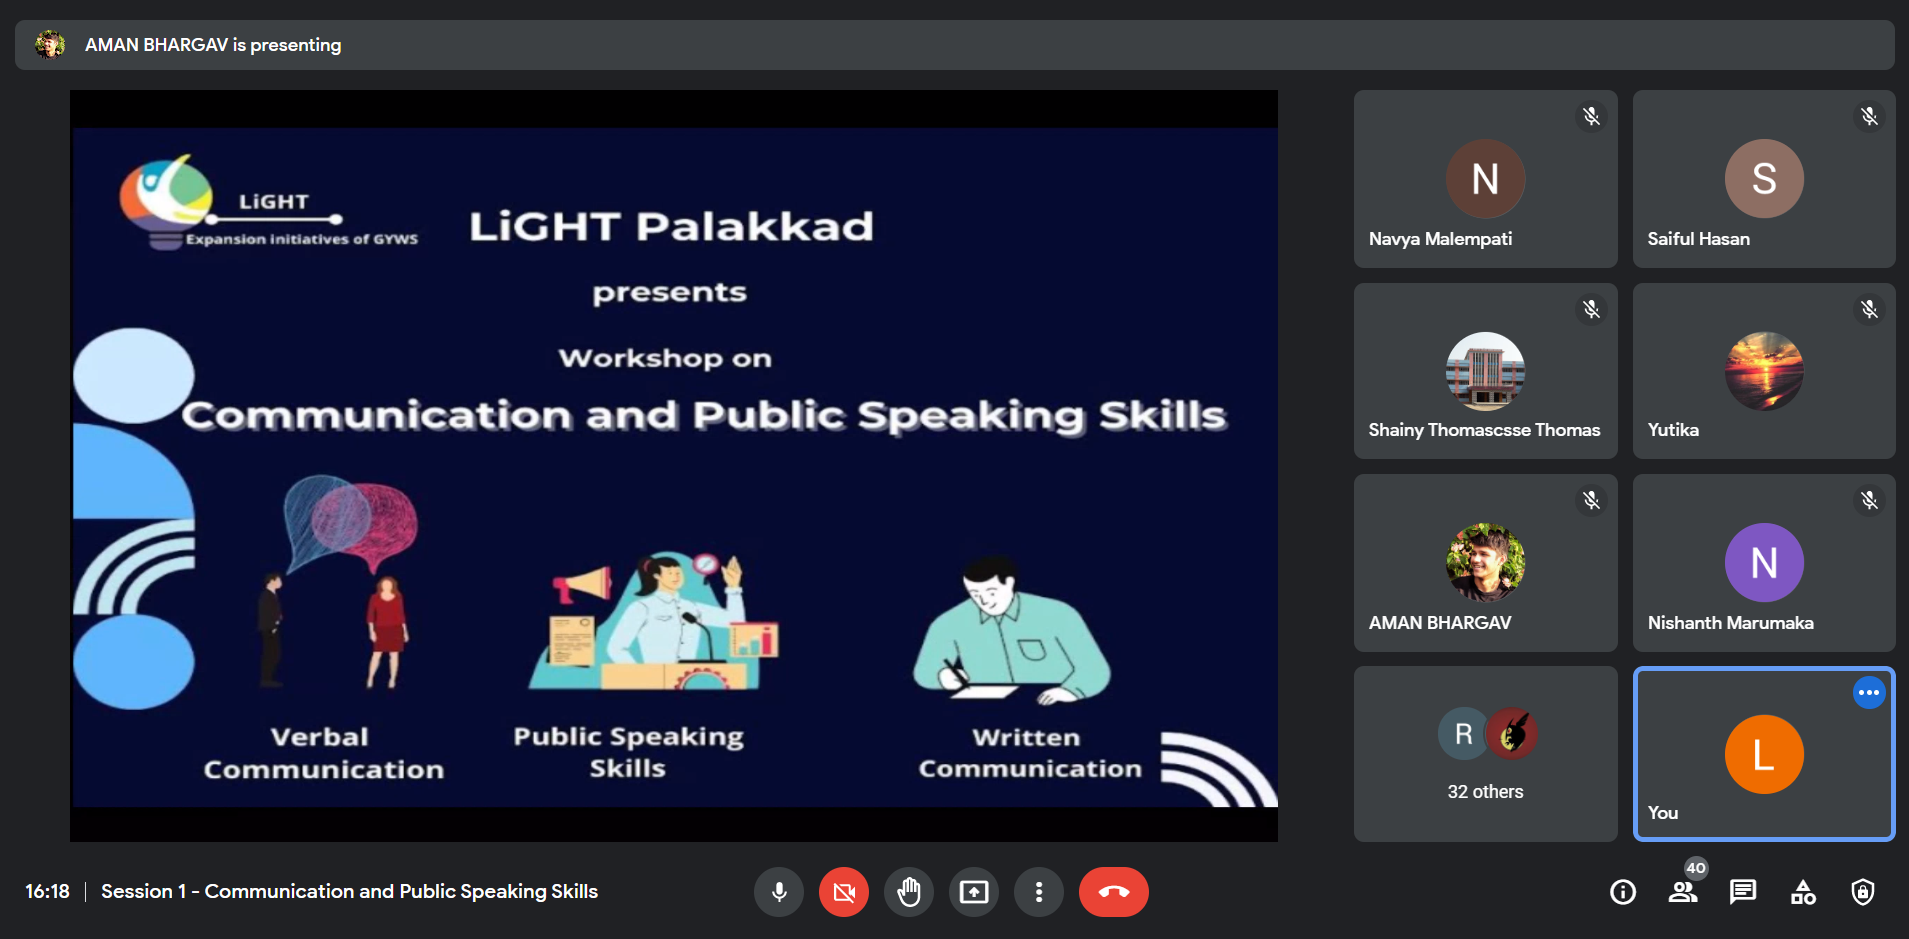 AMAN BHARGAV is presenting
LiGHT
Expansion initiatives of GYWS
LiGHT Palakkad
presents
Workshop on
Communication and Public Speaking Skills
Verbal
Communication
Public Speaking
Skills
Written
Communication
N
Navya Malempati
S
Saiful Hasan
Shainy Thomascsse Thomas
Yutika
AMAN BHARGAV
N
Nishanth Marumaka
R
32 others
L
You
16:18 | Session 1 - Communication and Public Speaking Skills
40